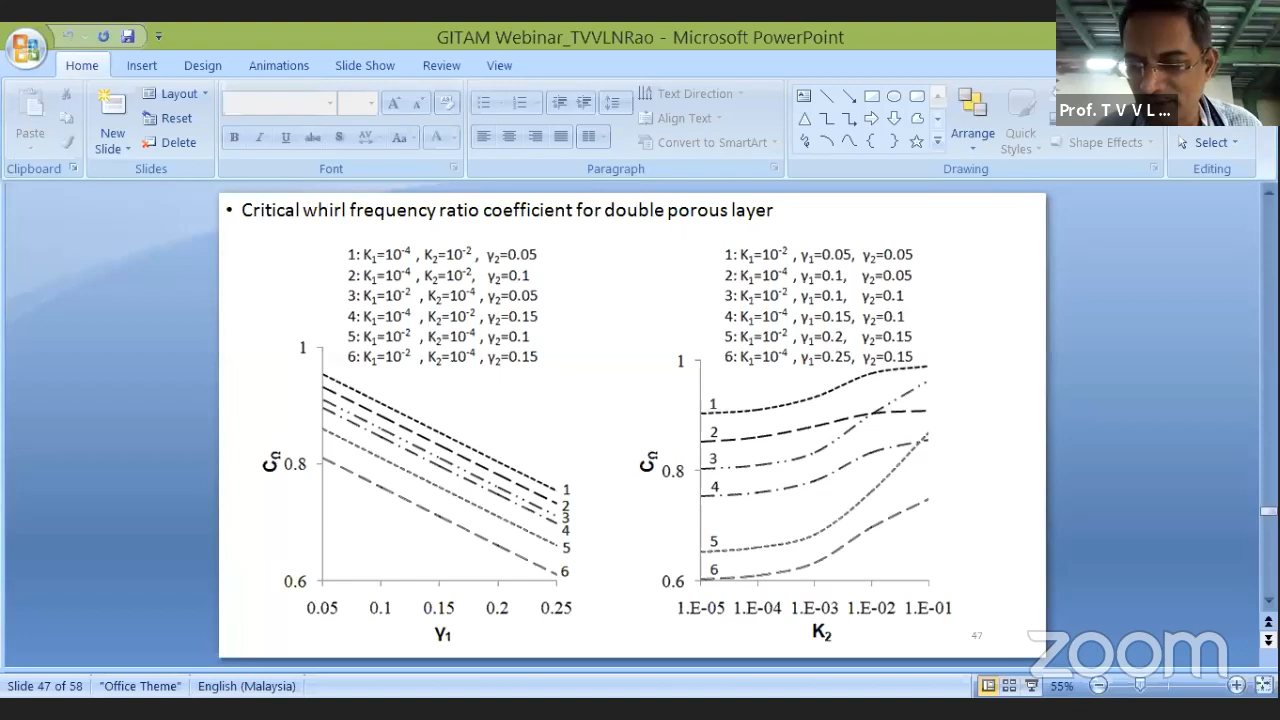 GITAM Webinar_TVVLNRao - Microsoft PowerPoint
Home Insert Design Animations Slide Show Review View
Paste
Clipboard
New Slide
Layout
Reset
Delete
Slides
B I U S AV Aa A
Font
Text Direction
Align Text
Convert to SmartArt
Paragraph
Arrange
Quick Styles
Shape Effects
Drawing
Select
Editing
Prof. T V V L ...
• Critical whirl frequency ratio coefficient for double porous layer
1: K₁=10⁻⁴ , K₂=10⁻² , γ₂=0.05
2: K₁=10⁻⁴ , K₂=10⁻², γ₂=0.1
3: K₁=10⁻² , K₂=10⁻⁴ , γ₂=0.05
4: K₁=10⁻⁴ , K₂=10⁻² , γ₂=0.15
5: K₁=10⁻² , K₂=10⁻⁴ , γ₂=0.1
6: K₁=10⁻² , K₂=10⁻⁴ , γ₂=0.15
1
0.8
0.6
CΩ
1
2
3
4
5
6
0.05 0.1 0.15 0.2 0.25
γ₁
1: K₁=10⁻² , γ₁=0.05, γ₂=0.05
2: K₁=10⁻⁴ , γ₁=0.1, γ₂=0.05
3: K₁=10⁻² , γ₁=0.1, γ₂=0.1
4: K₁=10⁻⁴ , γ₁=0.15, γ₂=0.1
5: K₁=10⁻² , γ₁=0.2, γ₂=0.15
6: K₁=10⁻⁴ , γ₁=0.25, γ₂=0.15
1
0.8
0.6
CΩ
1
2
3
4
5
6
1.E-05 1.E-04 1.E-03 1.E-02 1.E-01
K₂
47
zoom
Slide 47 of 58 "Office Theme" English (Malaysia) 55%